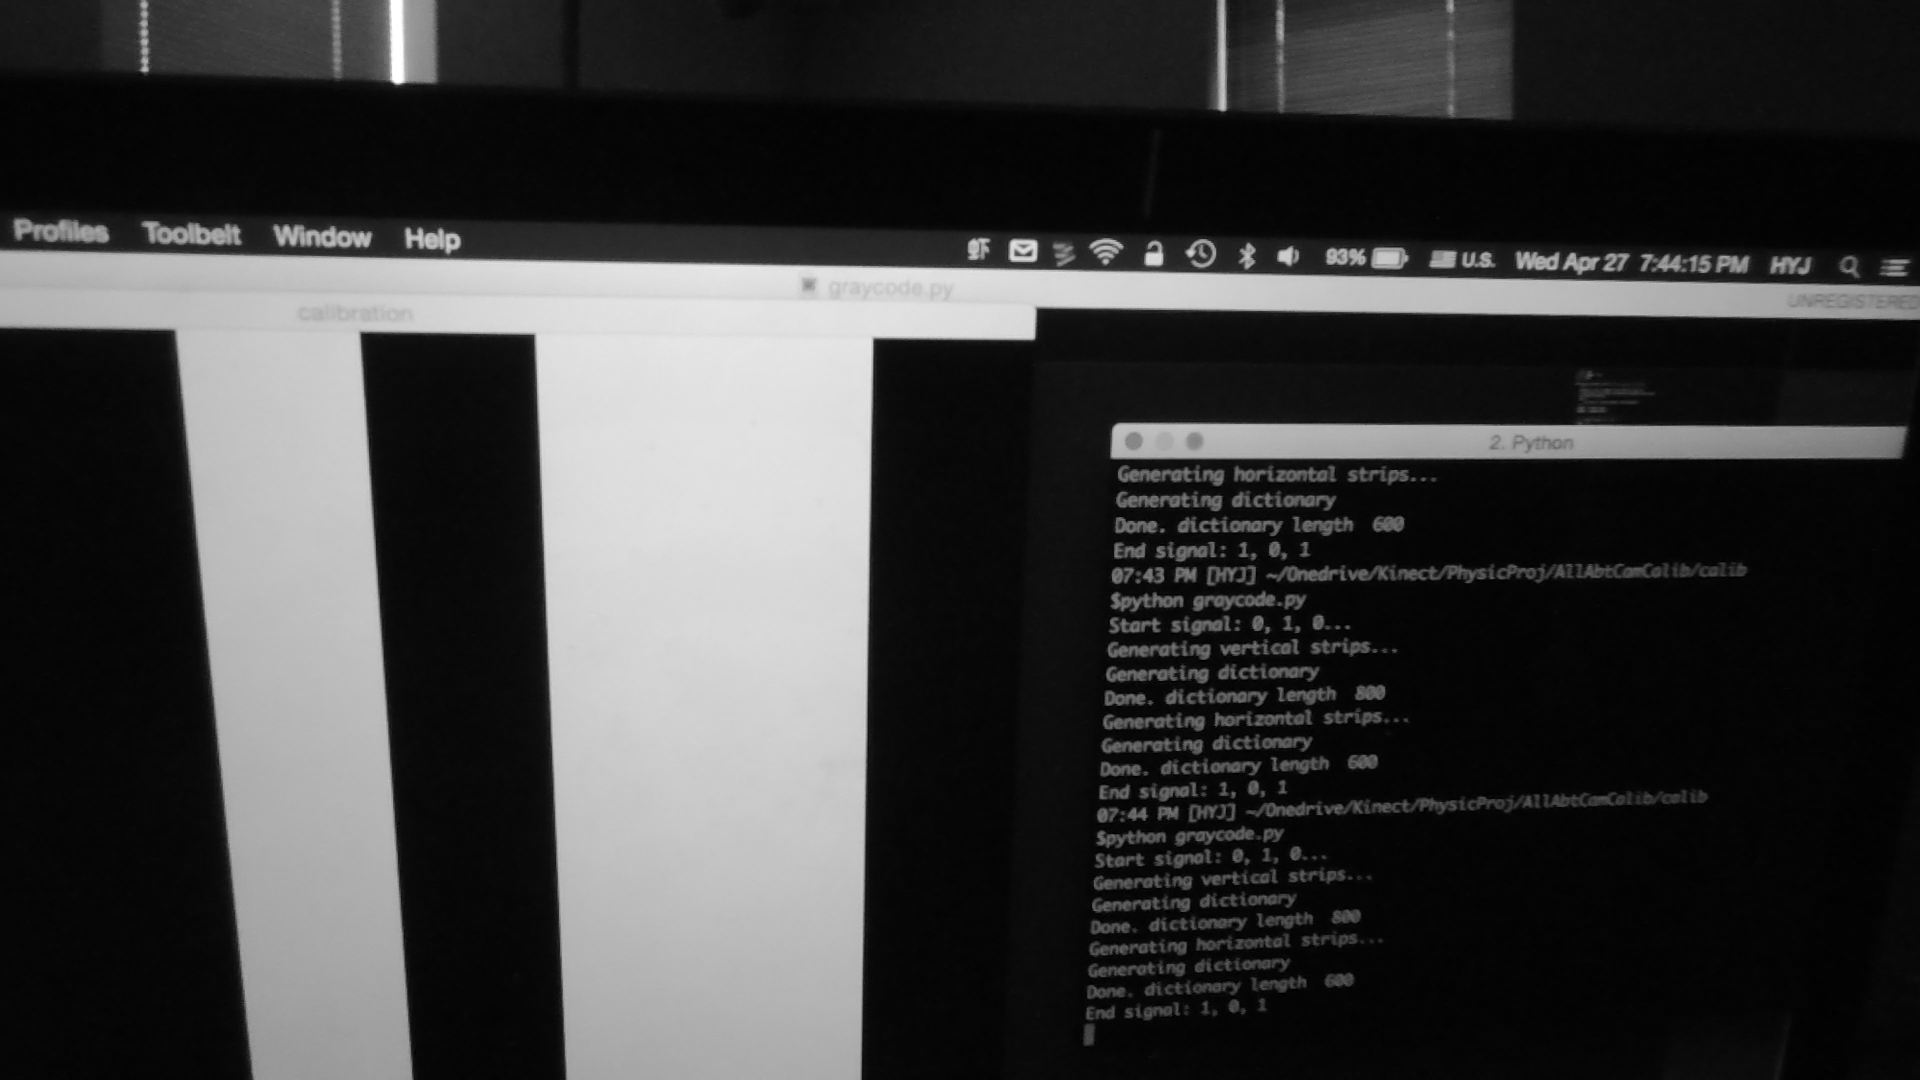 Profiles Toolbelt Window Help 93% U.S. Wed Apr 27 7:44:15 PM HYJ
graycode.py
UNREGISTERED
calibration
2. Python
Generating horizontal strips...
Generating dictionary
Done. dictionary length 600
End signal: 1, 0, 1
07:43 PM [HYJ] ~/Onedrive/Kinect/PhysicProj/AllAbtCamCalib/calib
$python graycode.py
Start signal: 0, 1, 0...
Generating vertical strips...
Generating dictionary
Done. dictionary length 800
Generating horizontal strips...
Generating dictionary
Done. dictionary length 600
End signal: 1, 0, 1
07:44 PM [HYJ] ~/Onedrive/Kinect/PhysicProj/AllAbtCamCalib/calib
$python graycode.py
Start signal: 0, 1, 0...
Generating vertical strips...
Generating dictionary
Done. dictionary length 800
Generating horizontal strips...
Generating dictionary
Done. dictionary length 600
End signal: 1, 0, 1